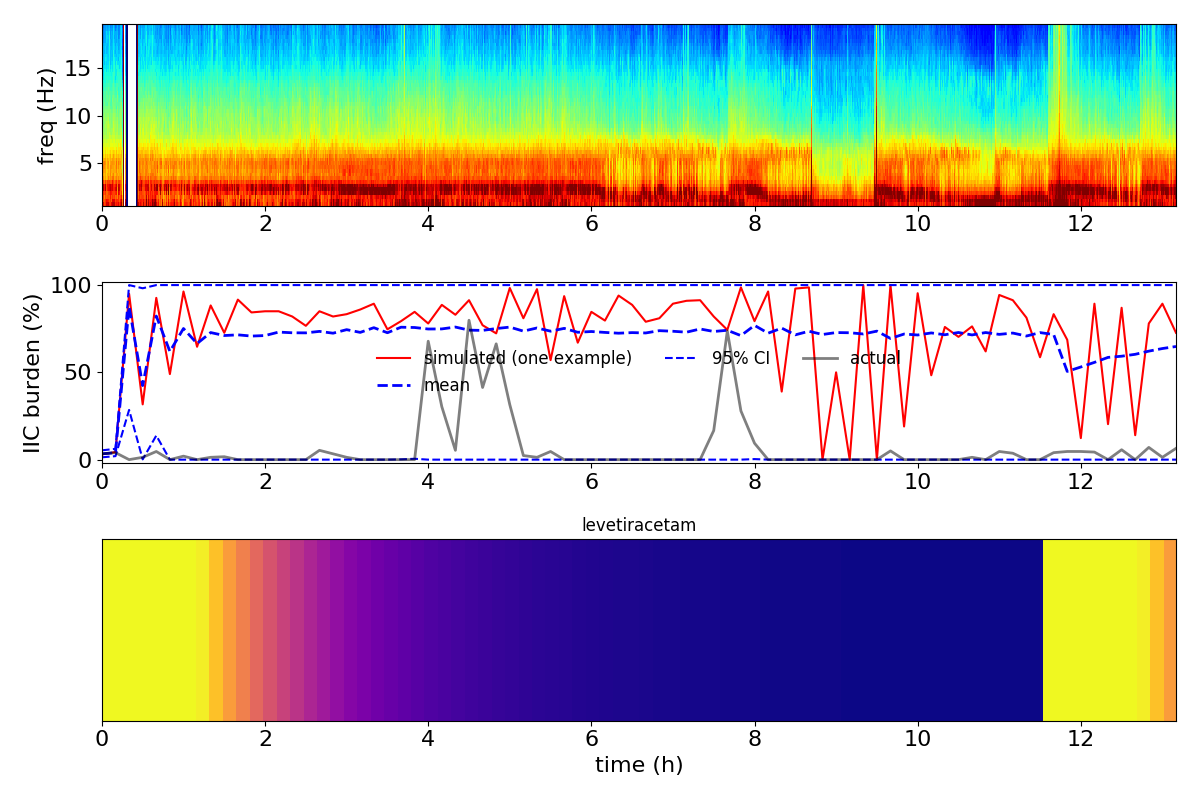 freq (Hz)
15
10
5
0 2 4 6 8 10 12
IIC burden (%)
100
50
0
simulated (one example) 95% CI actual
mean
0 2 4 6 8 10 12
levetiracetam
0 2 4 6 8 10 12
time (h)